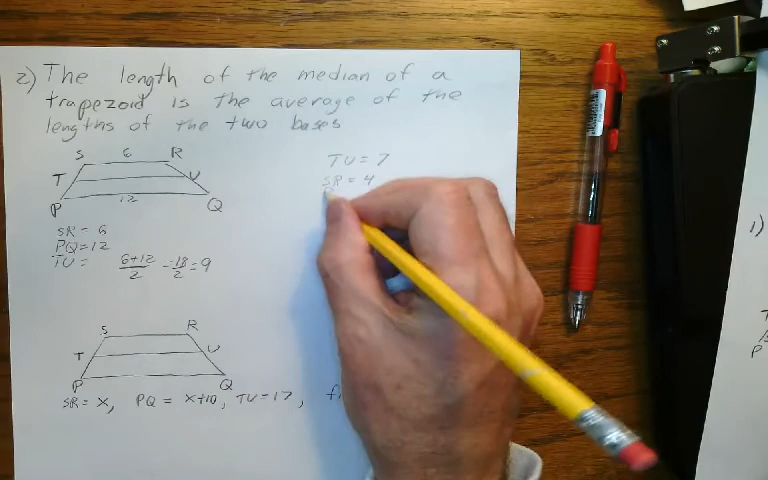 2) The length of the median of a
trapezoid is the average of the
lengths of the two bases
S 6 R
T U
P 12 Q
SR = 6
PQ = 12
TU = 6+12/2 = 18/2 = 9
TU = 7
SR = 4
P
S R
T U
P Q
SR = x, PQ = x+10, TU = 17,
1)
P